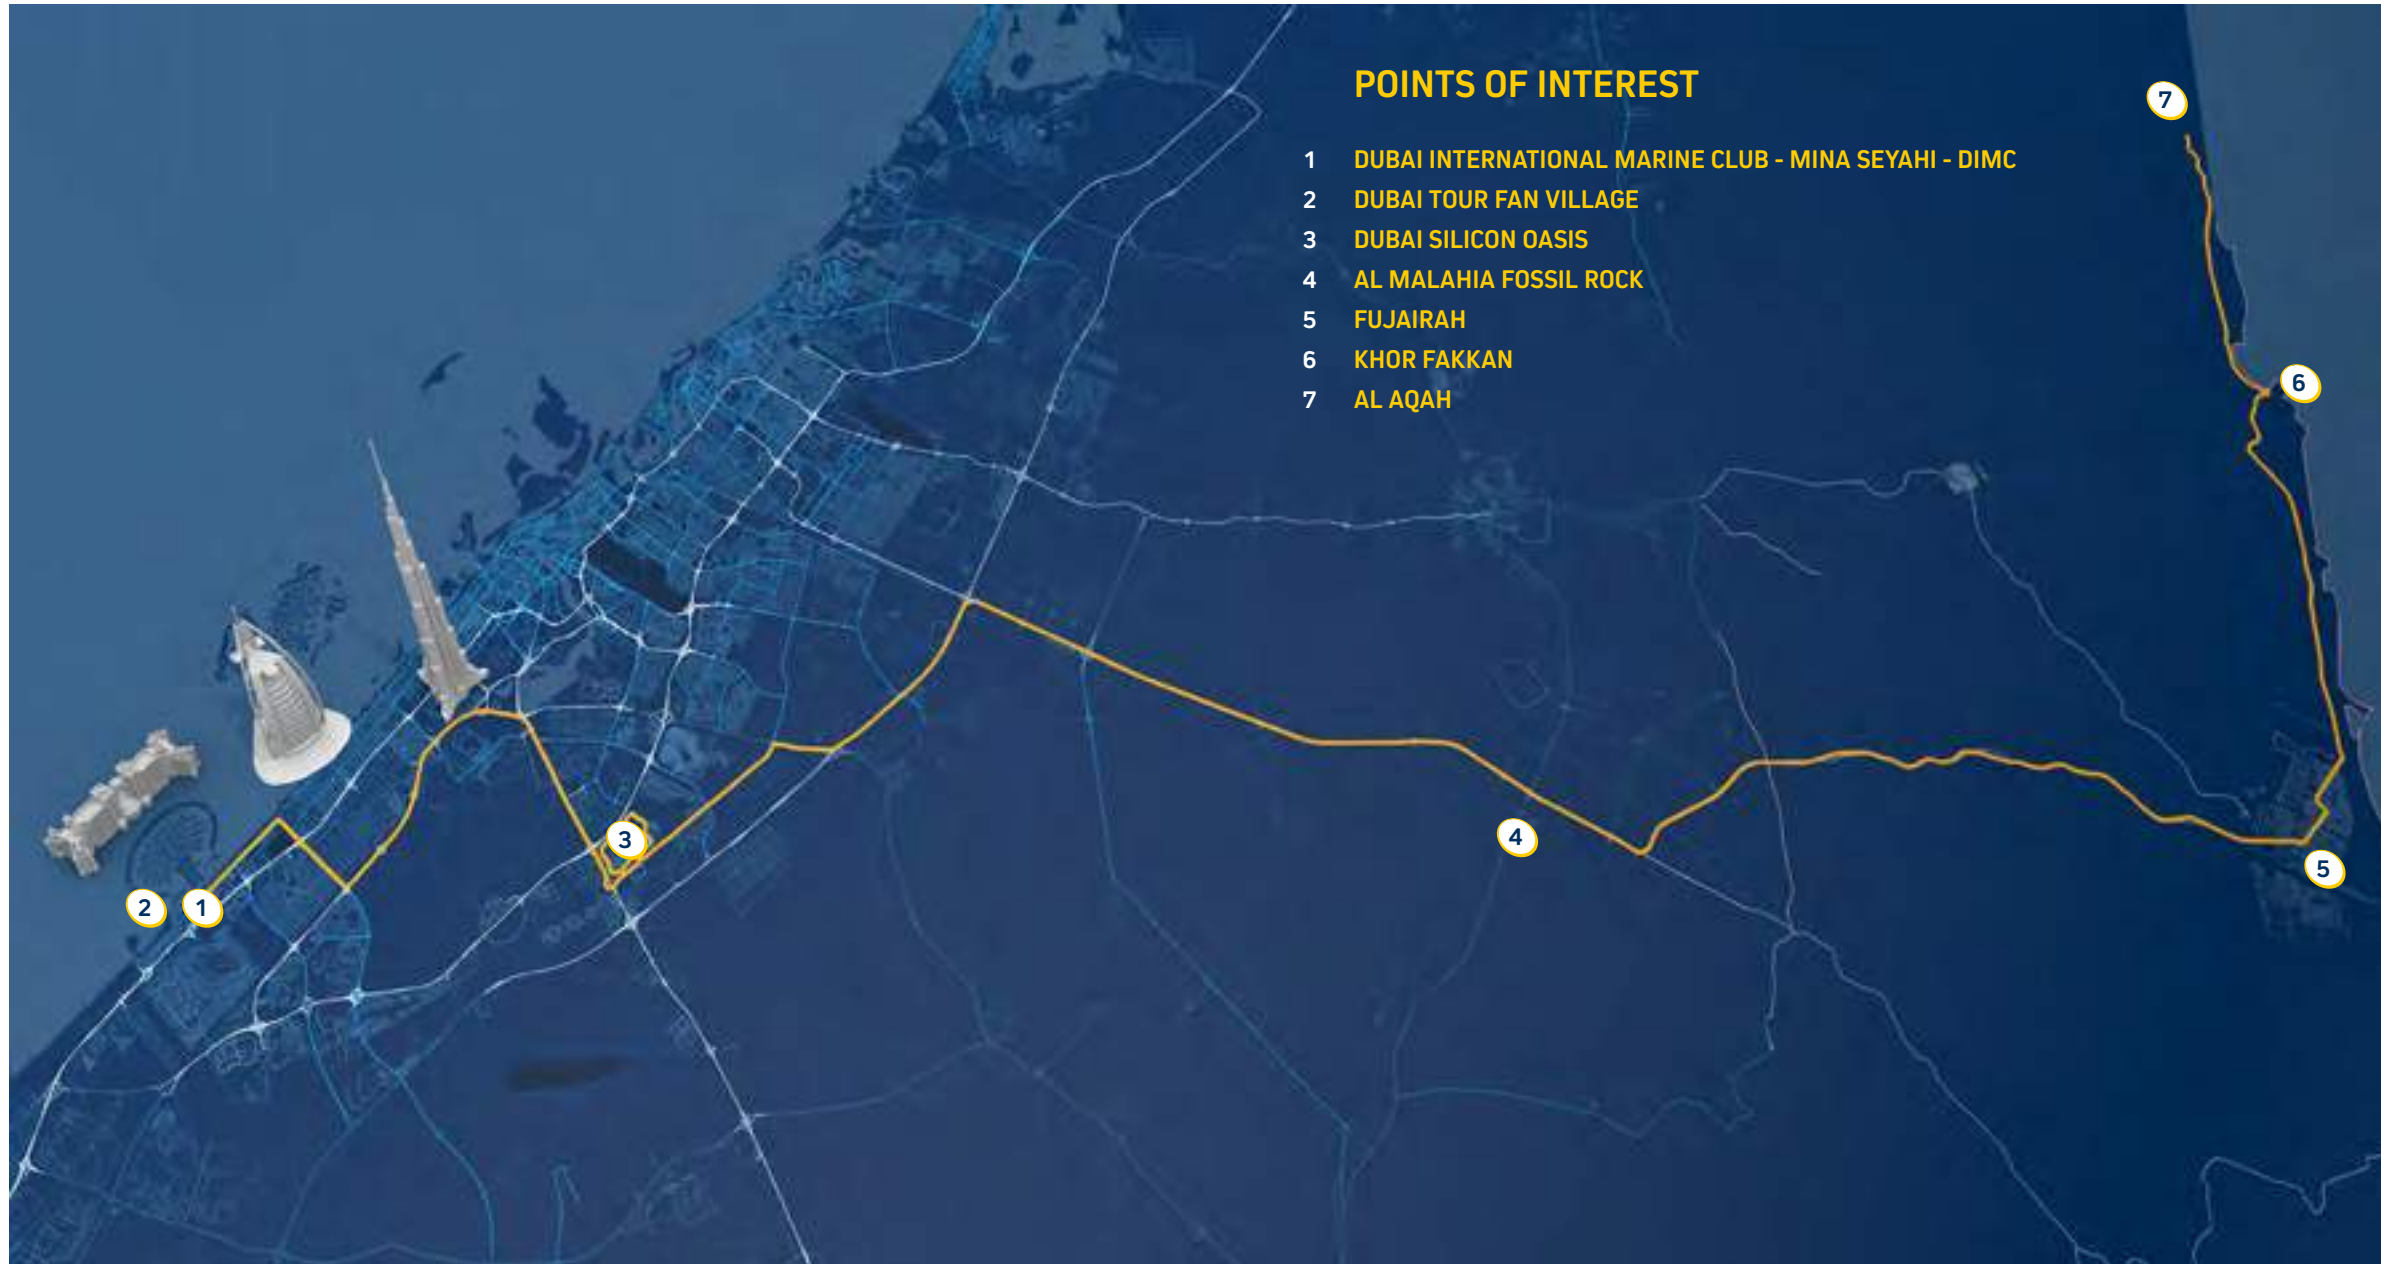 POINTS OF INTEREST
1 DUBAI INTERNATIONAL MARINE CLUB - MINA SEYAHI - DIMC
2 DUBAI TOUR FAN VILLAGE
3 DUBAI SILICON OASIS
4 AL MALAHIA FOSSIL ROCK
5 FUJAIRAH
6 KHOR FAKKAN
7 AL AQAH
7
6
3
4
5
2
1